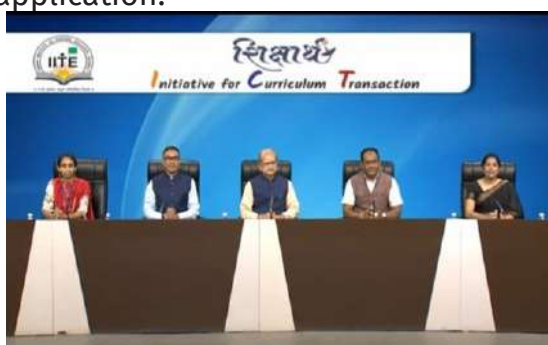 application.
IITE
શિક્ષાર્થ
Initiative for Curriculum Transaction